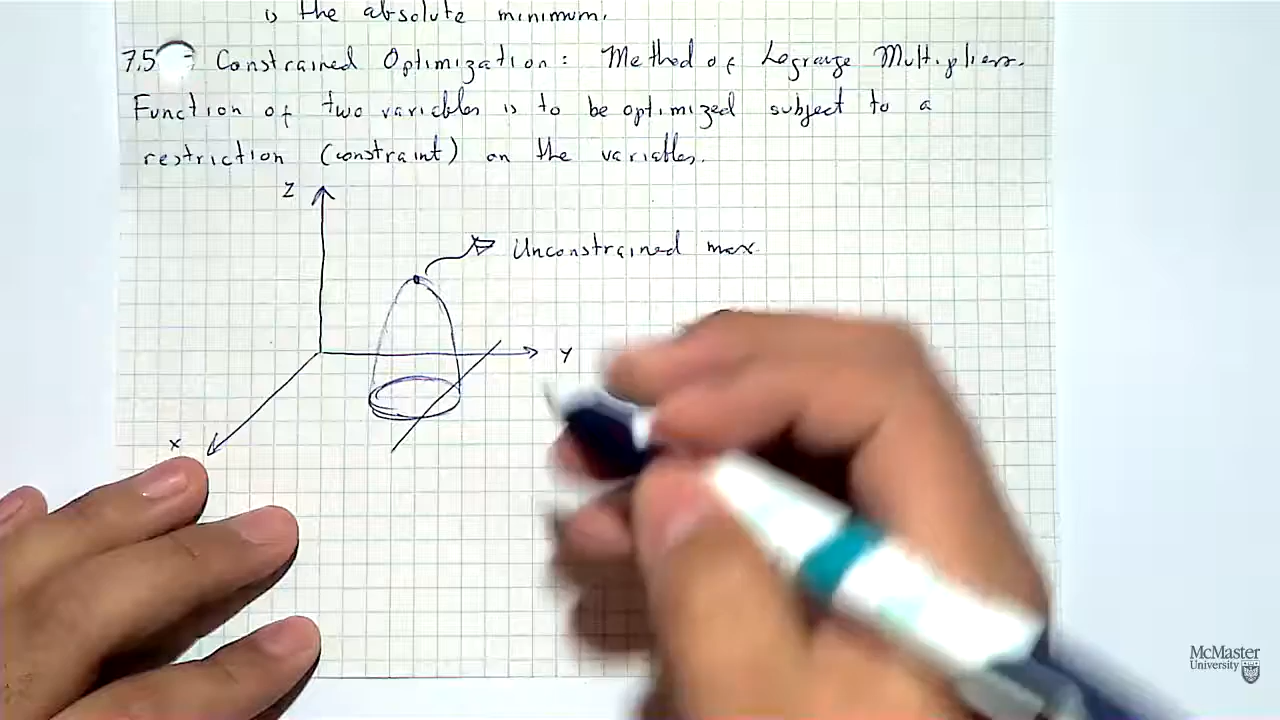 is the absolute minimum.
7.5 - Constrained Optimization: Method of Lagrange Multipliers.
Function of two variables is to be optimized subject to a
restriction (constraint) on the variables.
Z
Unconstrained max
y
x
McMaster
University